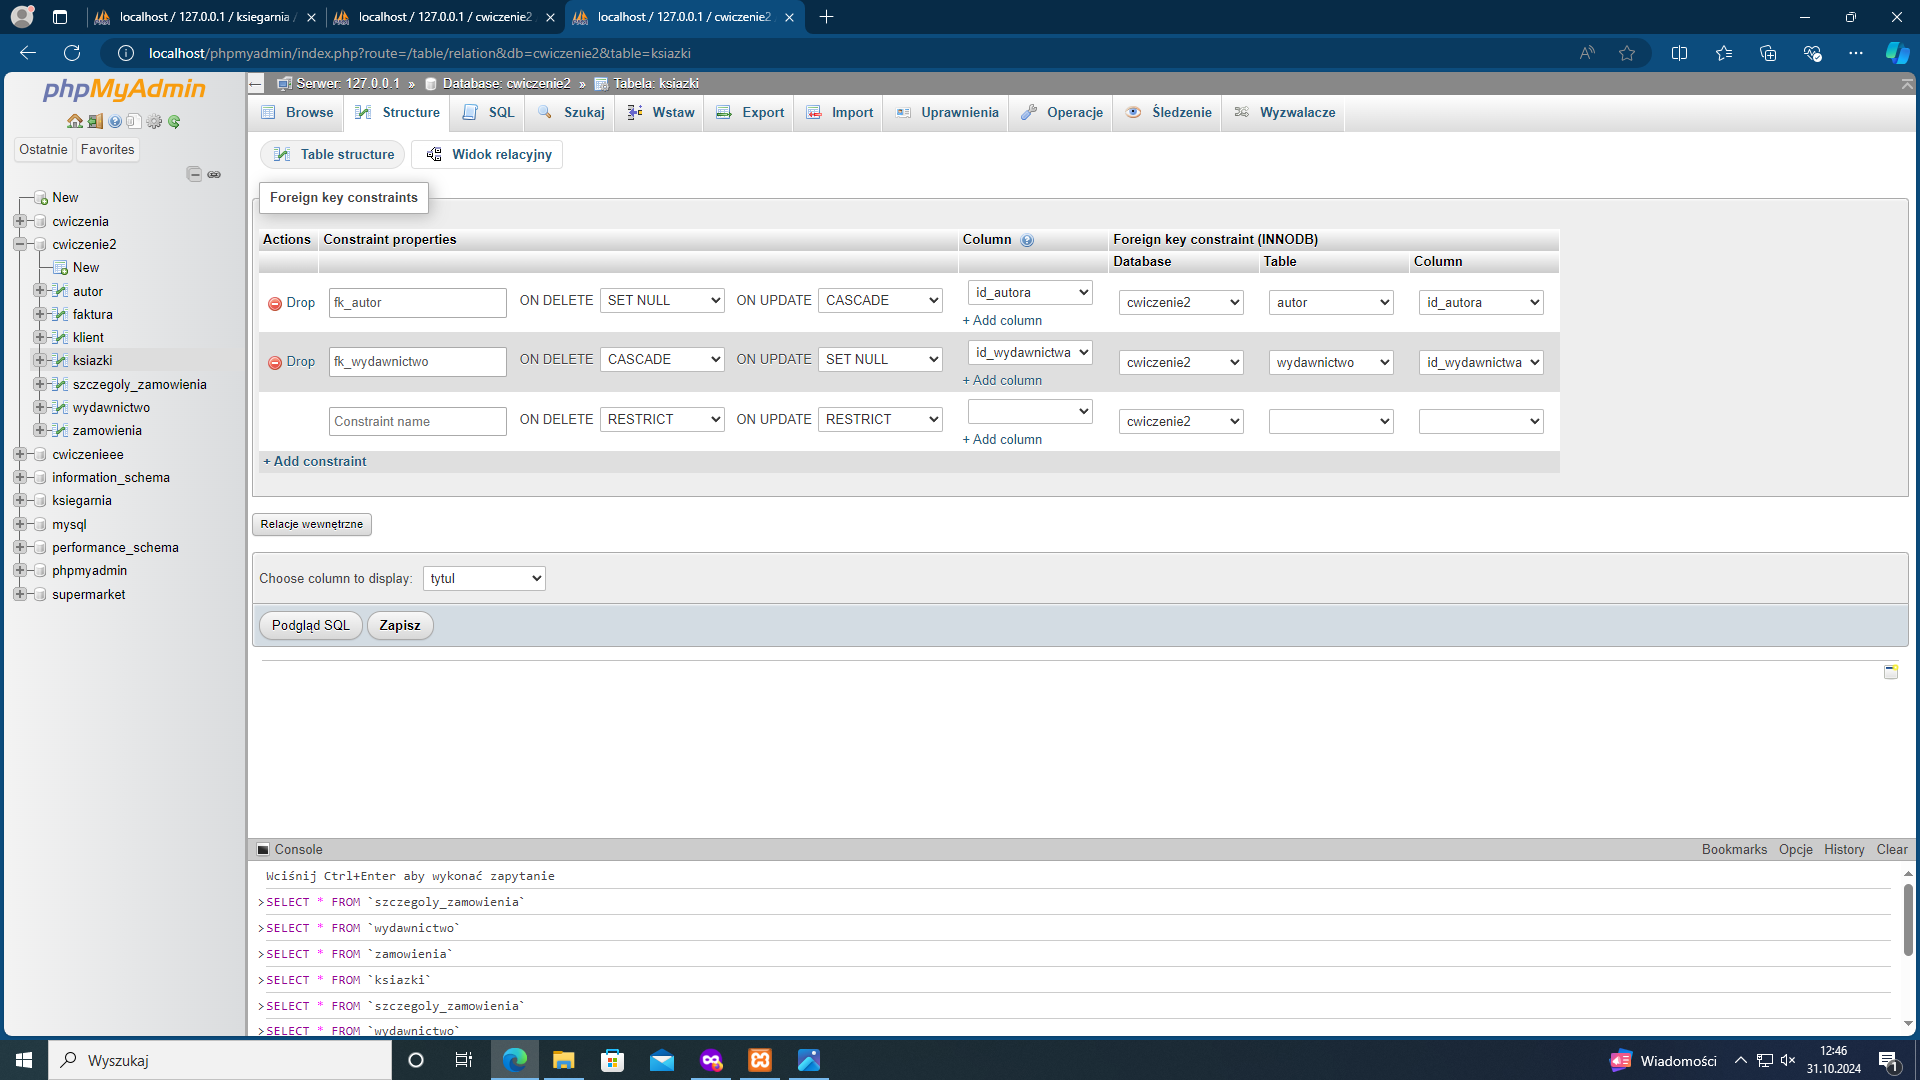 localhost / 127.0.0.1 / ksiegarnia /
localhost / 127.0.0.1 / cwiczenie2
localhost / 127.0.0.1 / cwiczenie2
localhost/phpmyadmin/index.php?route=/table/relation&db=cwiczenie2&table=ksiazki
phpMyAdmin
Ostatnie Favorites
New
cwiczenia
cwiczenie2
New
autor
faktura
klient
ksiazki
szczegoly_zamowienia
wydawnictwo
zamowienia
cwiczenieee
information_schema
ksiegarnia
mysql
performance_schema
phpmyadmin
supermarket
Serwer: 127.0.0.1 » Database: cwiczenie2 » Tabela: ksiazki
Browse Structure SQL Szukaj Wstaw Export Import Uprawnienia Operacje Śledzenie Wyzwalacze
Table structure Widok relacyjny
Foreign key constraints
Actions Constraint properties Column Foreign key constraint (INNODB)
Database Table Column
Drop fk_autor ON DELETE SET NULL ON UPDATE CASCADE id_autora cwiczenie2 autor id_autora
+ Add column
Drop fk_wydawnictwo ON DELETE CASCADE ON UPDATE SET NULL id_wydawnictwa cwiczenie2 wydawnictwo id_wydawnictwa
+ Add column
Constraint name ON DELETE RESTRICT ON UPDATE RESTRICT cwiczenie2
+ Add column
+ Add constraint
Relacje wewnętrzne
Choose column to display: tytul
Podgląd SQL Zapisz
Console Bookmarks Opcje History Clear
Wciśnij Ctrl+Enter aby wykonać zapytanie
>SELECT * FROM `szczegoly_zamowienia`
>SELECT * FROM `wydawnictwo`
>SELECT * FROM `zamowienia`
>SELECT * FROM `ksiazki`
>SELECT * FROM `szczegoly_zamowienia`
>SELECT * FROM `wydawnictwo`
Wyszukaj
Wiadomości
12:46
31.10.2024
1